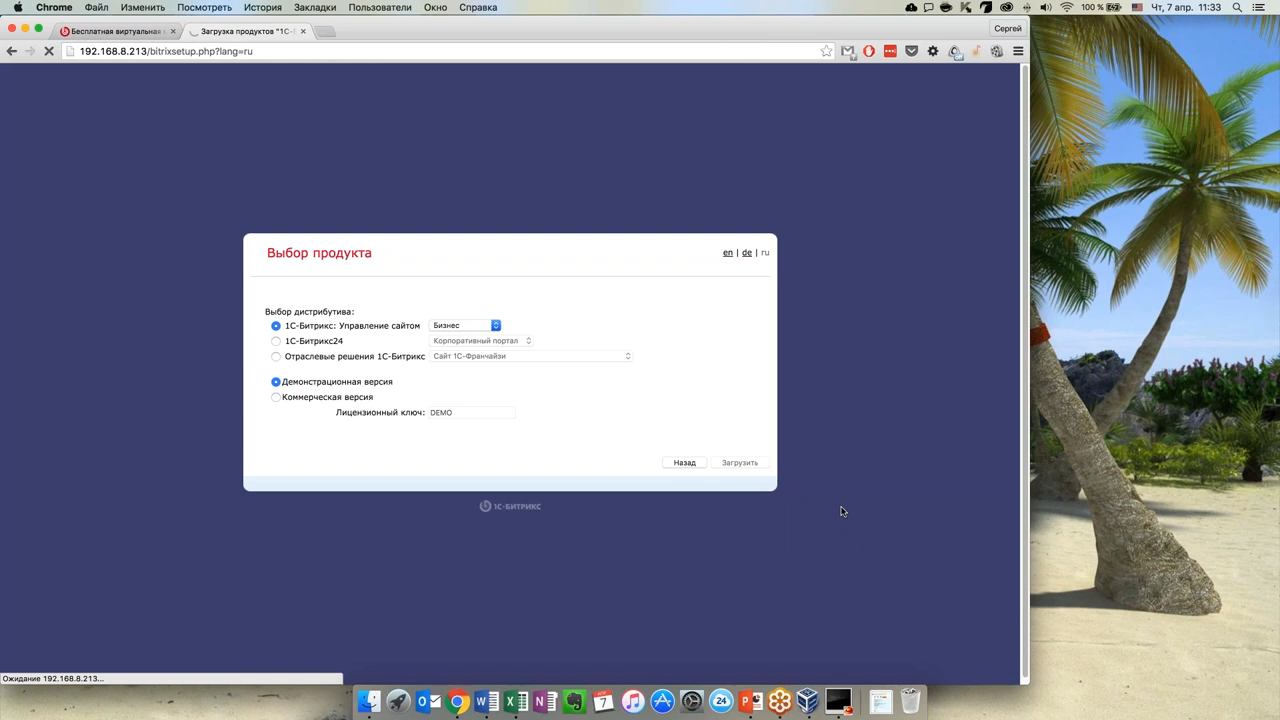 Chrome Файл Изменить Посмотреть История Закладки Пользователи Окно Справка 100 % Чт, 7 апр. 11:33
Бесплатная виртуальная Загрузка продуктов "1С-Б Сергей
192.168.8.213/bitrixsetup.php?lang=ru
Выбор продукта
en | de | ru
Выбор дистрибутива:
1С-Битрикс: Управление сайтом Бизнес
1С-Битрикс24 Корпоративный портал
Отраслевые решения 1С-Битрикс Сайт 1С-Франчайзи
Демонстрационная версия
Коммерческая версия
Лицензионный ключ: DEMO
Назад Загрузить
1С-БИТРИКС
Ожидание 192.168.8.213...
7
24